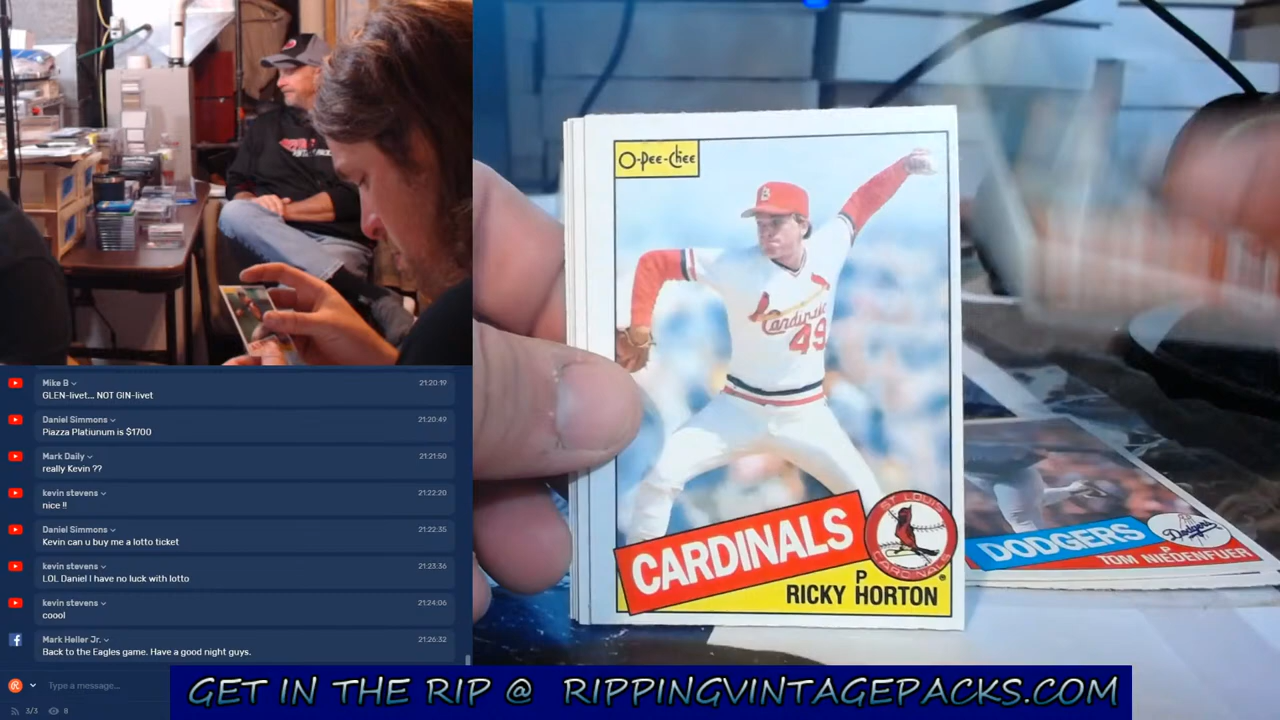 Mike B
21:20:19
GLEN-livet... NOT GIN-livet
Daniel Simmons
21:20:49
Piazza Platiunum is $1700
Mark Daily
21:21:50
really Kevin ??
kevin stevens
21:22:20
nice !!
Daniel Simmons
21:22:35
Kevin can u buy me a lotto ticket
kevin stevens
21:23:36
LOL Daniel I have no luck with lotto
kevin stevens
21:24:06
coool
Mark Heller Jr.
21:26:32
Back to the Eagles game. Have a good night guys.
Type a message...
3/3
8
O-Pee-Chee
Cardinals
49
CARDINALS
ST. LOUIS
CARDINALS
P
RICKY HORTON
DODGERS
Dodgers
P
TOM NIEDENFUER
GET IN THE RIP @ RIPPINGVINTAGEPACKS.COM